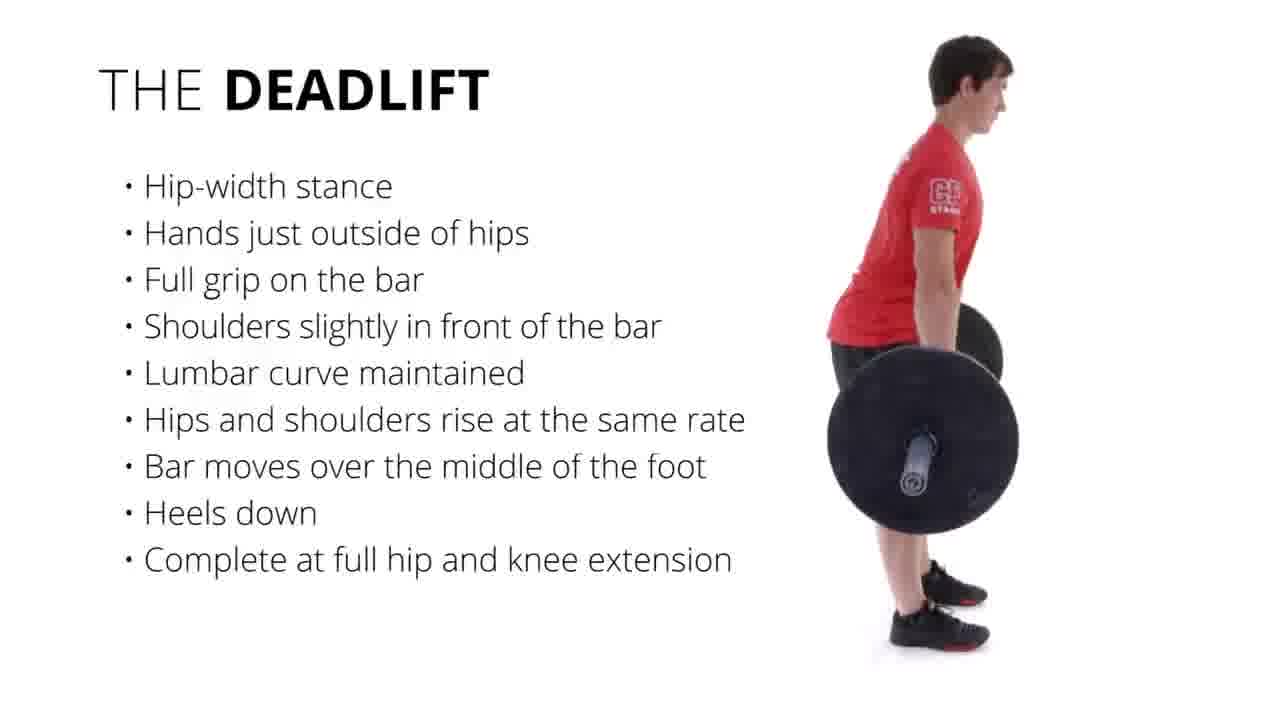 THE DEADLIFT
• Hip-width stance
• Hands just outside of hips
• Full grip on the bar
• Shoulders slightly in front of the bar
• Lumbar curve maintained
• Hips and shoulders rise at the same rate
• Bar moves over the middle of the foot
• Heels down
• Complete at full hip and knee extension